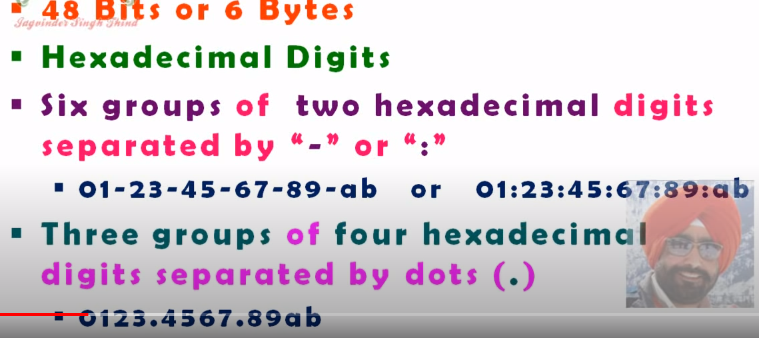 ▪ 48 Bits or 6 Bytes
Jagvinder Singh Thind
▪ Hexadecimal Digits
▪ Six groups of two hexadecimal digits
separated by “-” or “:”
▪ 01-23-45-67-89-ab or 01:23:45:67:89:ab
▪ Three groups of four hexadecimal
digits separated by dots (.)
▪ 0123.4567.89ab